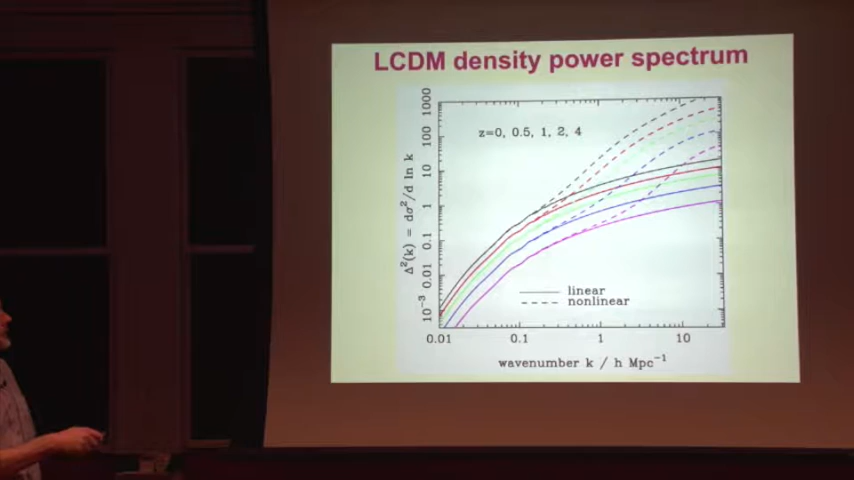 LCDM density power spectrum
z=0, 0.5, 1, 2, 4
1000
100
10
1
0.1
0.01
10⁻³
Δ²(k) = dσ²/d ln k
linear
nonlinear
0.01
0.1
1
10
wavenumber k / h Mpc⁻¹